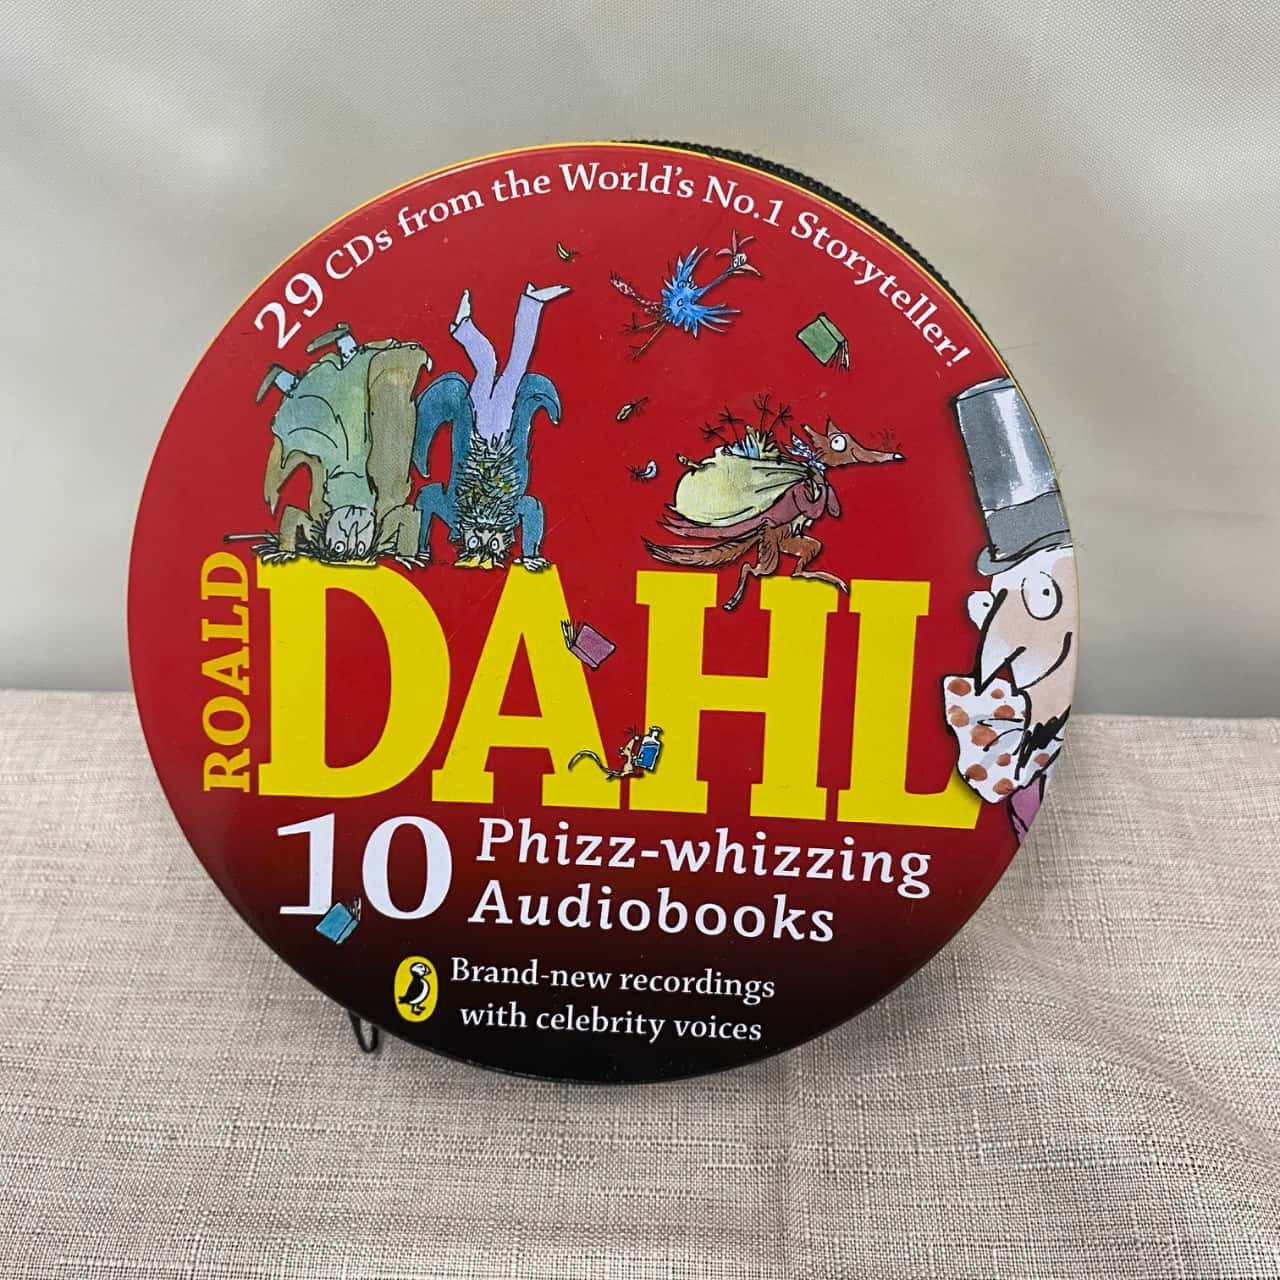 29 CDs from the World's No.1 Storyteller!
ROALD
DAHL
10 Phizz-whizzing
Audiobooks
Brand-new recordings
with celebrity voices